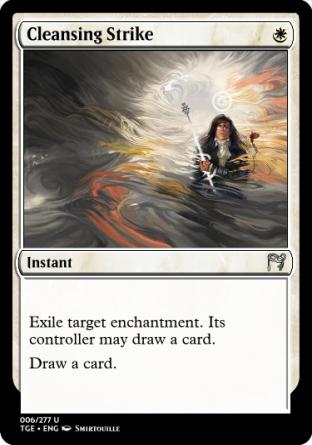 Cleansing Strike
Instant
Exile target enchantment. Its
controller may draw a card.
Draw a card.
006/277 U
TGE • ENG Smirtouille